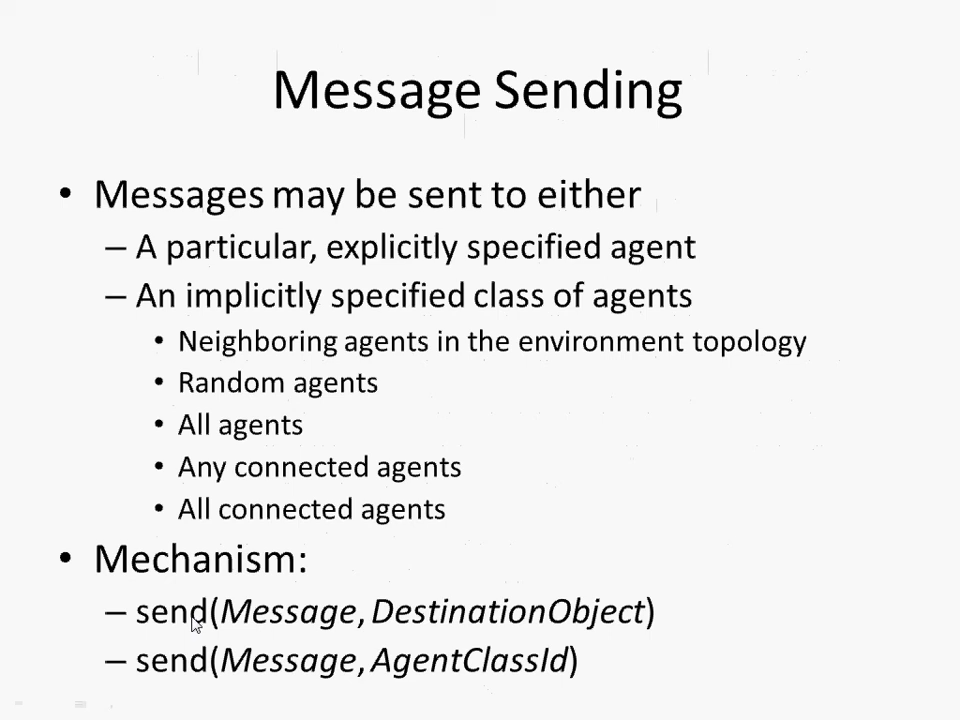 Message Sending
• Messages may be sent to either
– A particular, explicitly specified agent
– An implicitly specified class of agents
• Neighboring agents in the environment topology
• Random agents
• All agents
• Any connected agents
• All connected agents
• Mechanism:
– send(Message, DestinationObject)
– send(Message, AgentClassId)